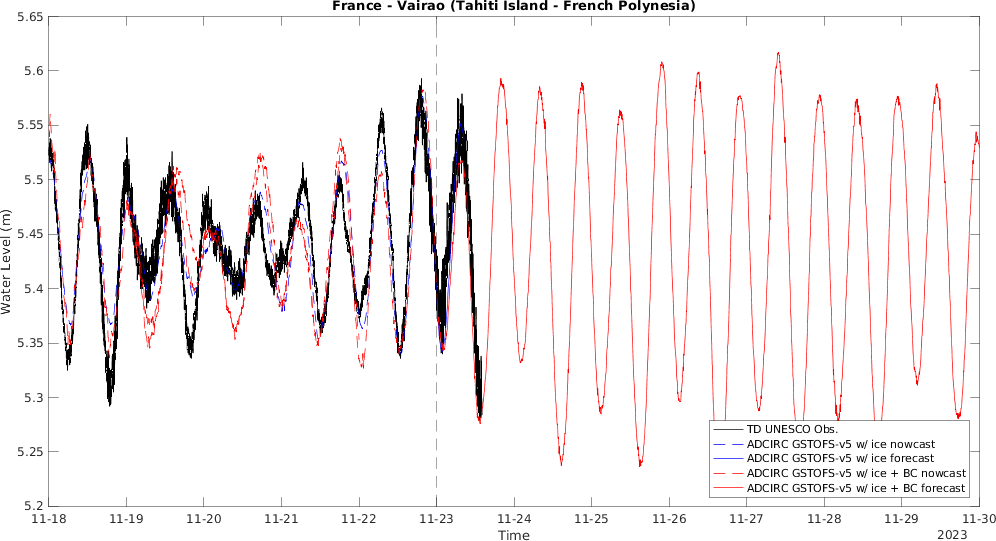 France - Vairao (Tahiti Island - French Polynesia)
5.65
5.6
5.55
5.5
5.45
5.4
5.35
5.3
5.25
5.2
Water Level (m)
TD UNESCO Obs.
ADCIRC GSTOFS-v5 w/ ice nowcast
ADCIRC GSTOFS-v5 w/ ice forecast
ADCIRC GSTOFS-v5 w/ ice + BC nowcast
ADCIRC GSTOFS-v5 w/ ice + BC forecast
11-18 11-19 11-20 11-21 11-22 11-23 11-24 11-25 11-26 11-27 11-28 11-29 11-30
Time
2023